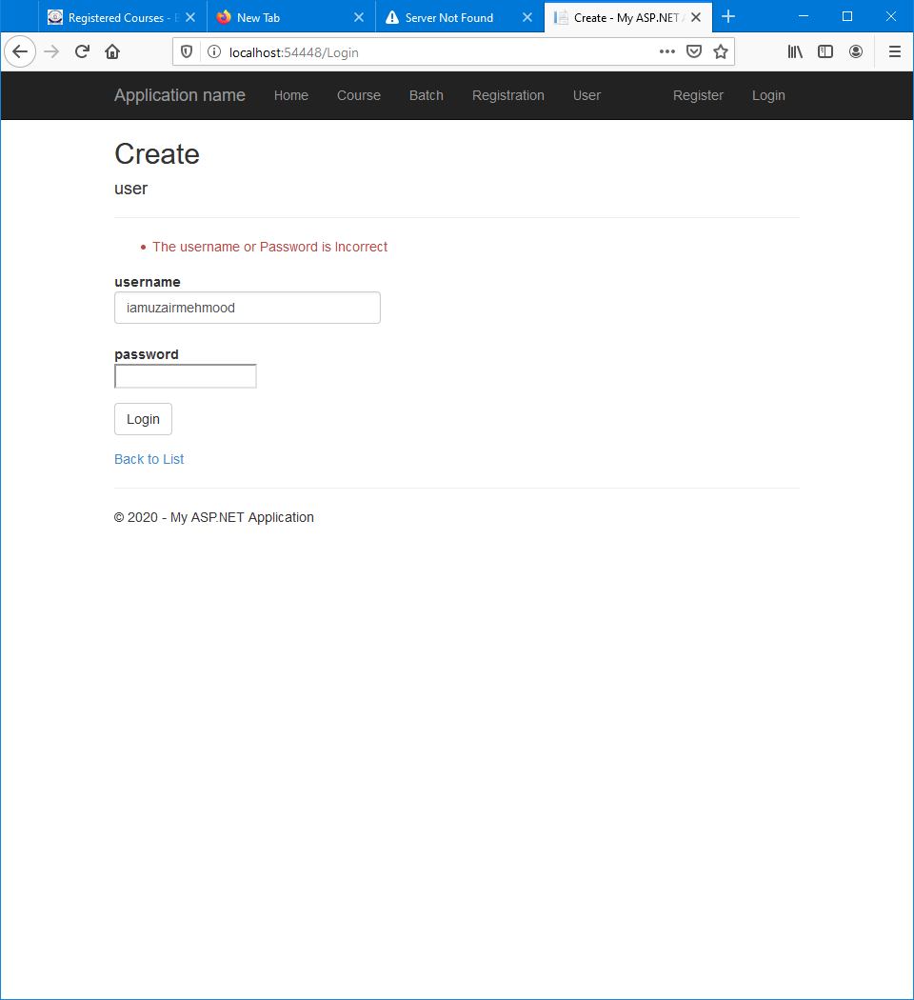 Registered Courses - New Tab Server Not Found Create - My ASP.NET A
localhost:54448/Login
Application name Home Course Batch Registration User Register Login
Create
user
The username or Password is Incorrect
username
iamuzairmehmood
password
Login
Back to List
© 2020 - My ASP.NET Application